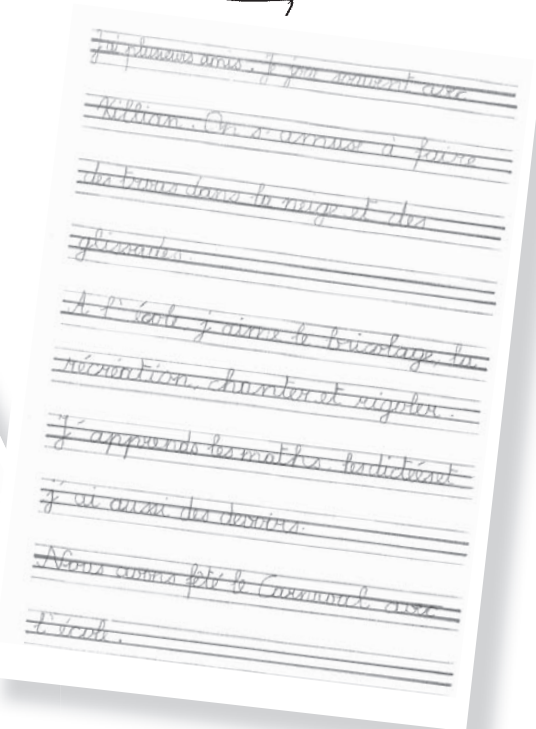 J'ai plusieurs amis. J' joue souvent avec
Killian. On s'amuse à faire
des trous dans la neige et des
glissades.
A l'école j'aime le bricolage, la
récréation, chanter et rigoler.
J'apprends les maths, les dictées et
j'ai aussi des devoirs.
Nous avons fêté le Carnaval avec
l'école.